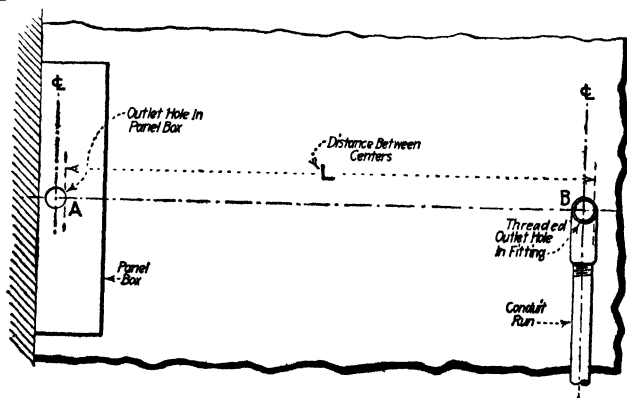 ℄
℄
Outlet Hole In
Panel Box
Distance Between
Centers
L
A
A
B
Threaded
Outlet Hole
In Fitting
Panel
Box
Conduit
Run